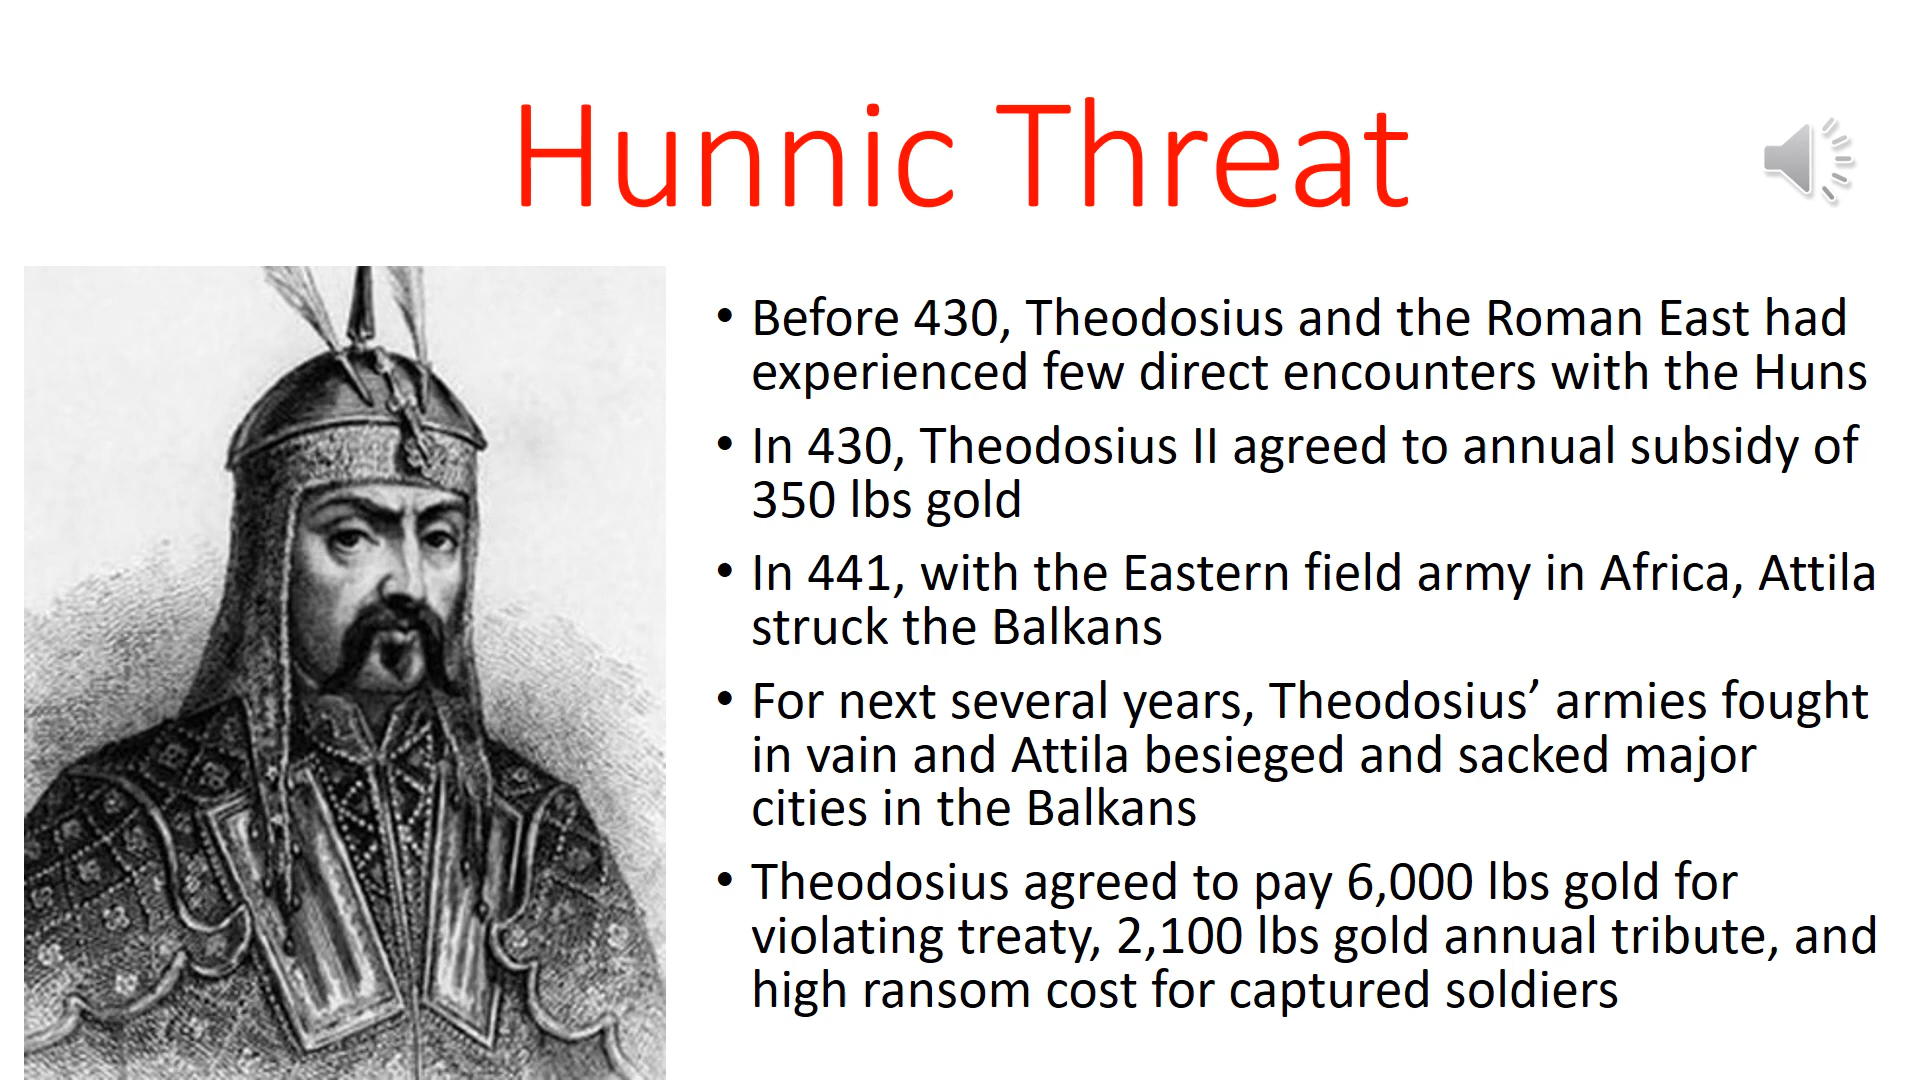 Hunnic Threat
• Before 430, Theodosius and the Roman East had
experienced few direct encounters with the Huns
• In 430, Theodosius II agreed to annual subsidy of
350 lbs gold
• In 441, with the Eastern field army in Africa, Attila
struck the Balkans
• For next several years, Theodosius’ armies fought
in vain and Attila besieged and sacked major
cities in the Balkans
• Theodosius agreed to pay 6,000 lbs gold for
violating treaty, 2,100 lbs gold annual tribute, and
high ransom cost for captured soldiers